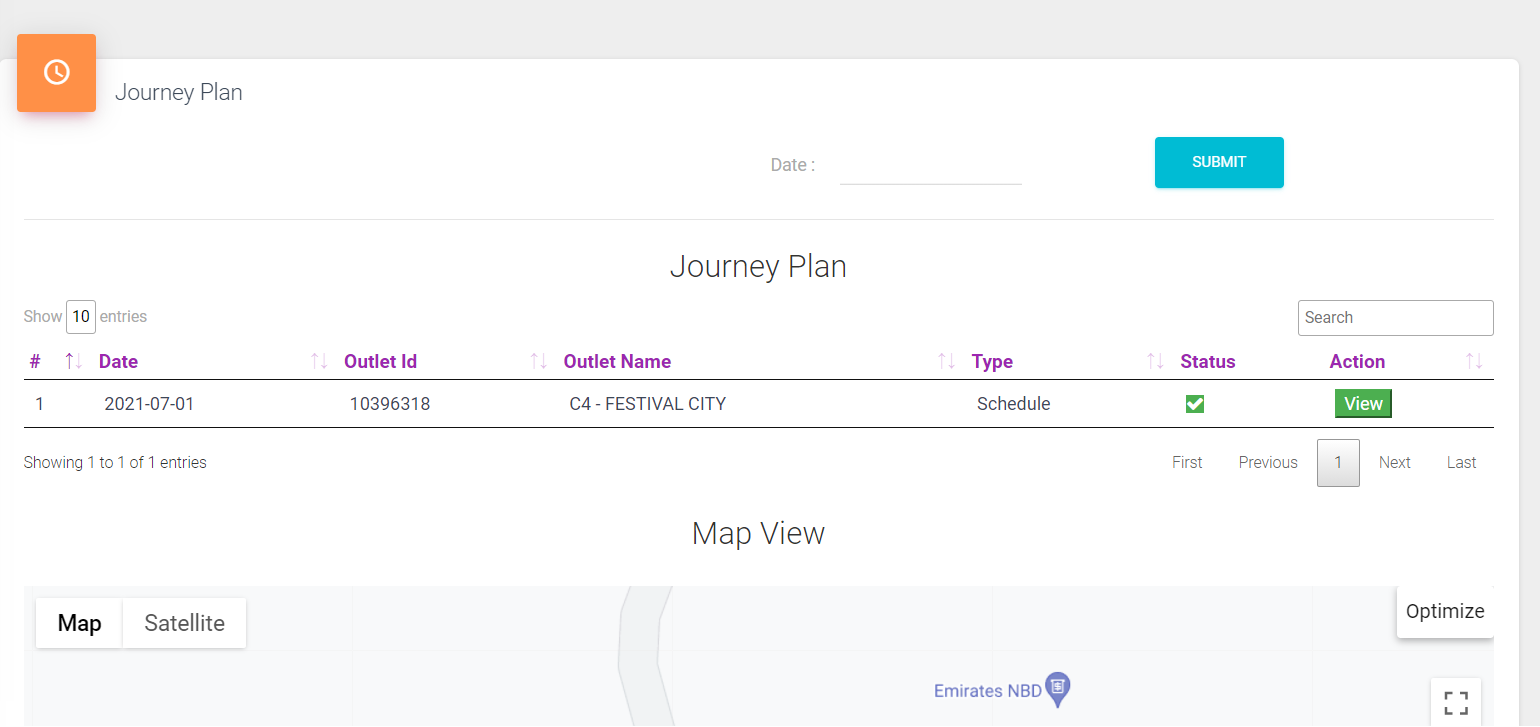 Journey Plan
Date :
SUBMIT
Journey Plan
Show 10 entries
Search
# Date Outlet Id Outlet Name Type Status Action
1 2021-07-01 10396318 C4 - FESTIVAL CITY Schedule View
Showing 1 to 1 of 1 entries
First Previous 1 Next Last
Map View
Map Satellite
Optimize
Emirates NBD